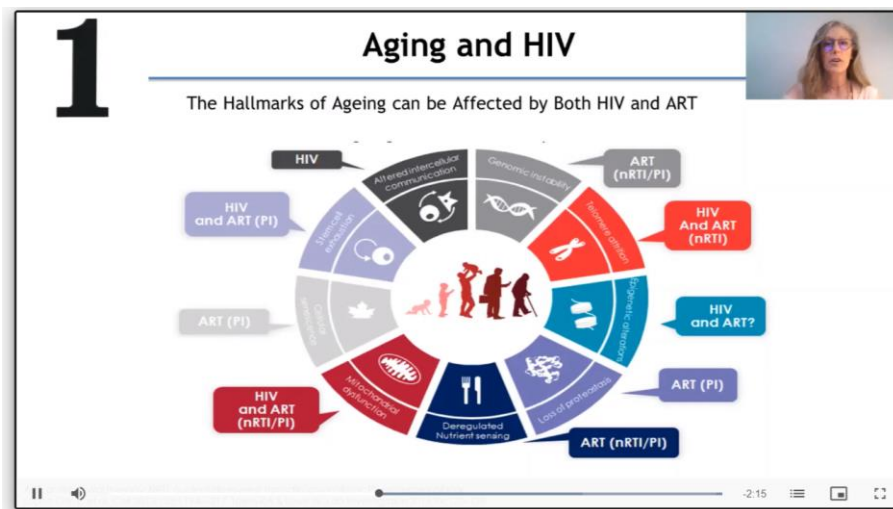 1
Aging and HIV
The Hallmarks of Ageing can be Affected by Both HIV and ART
HIV
Altered intercellular
communication
Genomic instability
ART
(nRTI/PI)
HIV
and ART (PI)
Stem cell
exhaustion
Telomere attrition
HIV
And ART
(nRTI)
ART (PI)
Cellular
senescence
Epigenetic alterations
HIV
and ART?
HIV
and ART
(nRTI/PI)
Mitochondrial
dysfunction
Deregulated
Nutrient sensing
Loss of proteostasis
ART (PI)
ART (nRTI/PI)
-2:15